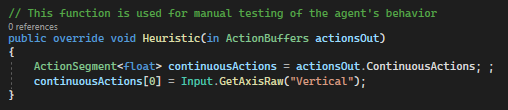 // This function is used for manual testing of the agent's behavior
0 references
public override void Heuristic(in ActionBuffers actionsOut)
{
ActionSegment<float> continuousActions = actionsOut.ContinuousActions; ;
continuousActions[0] = Input.GetAxisRaw("Vertical");
}